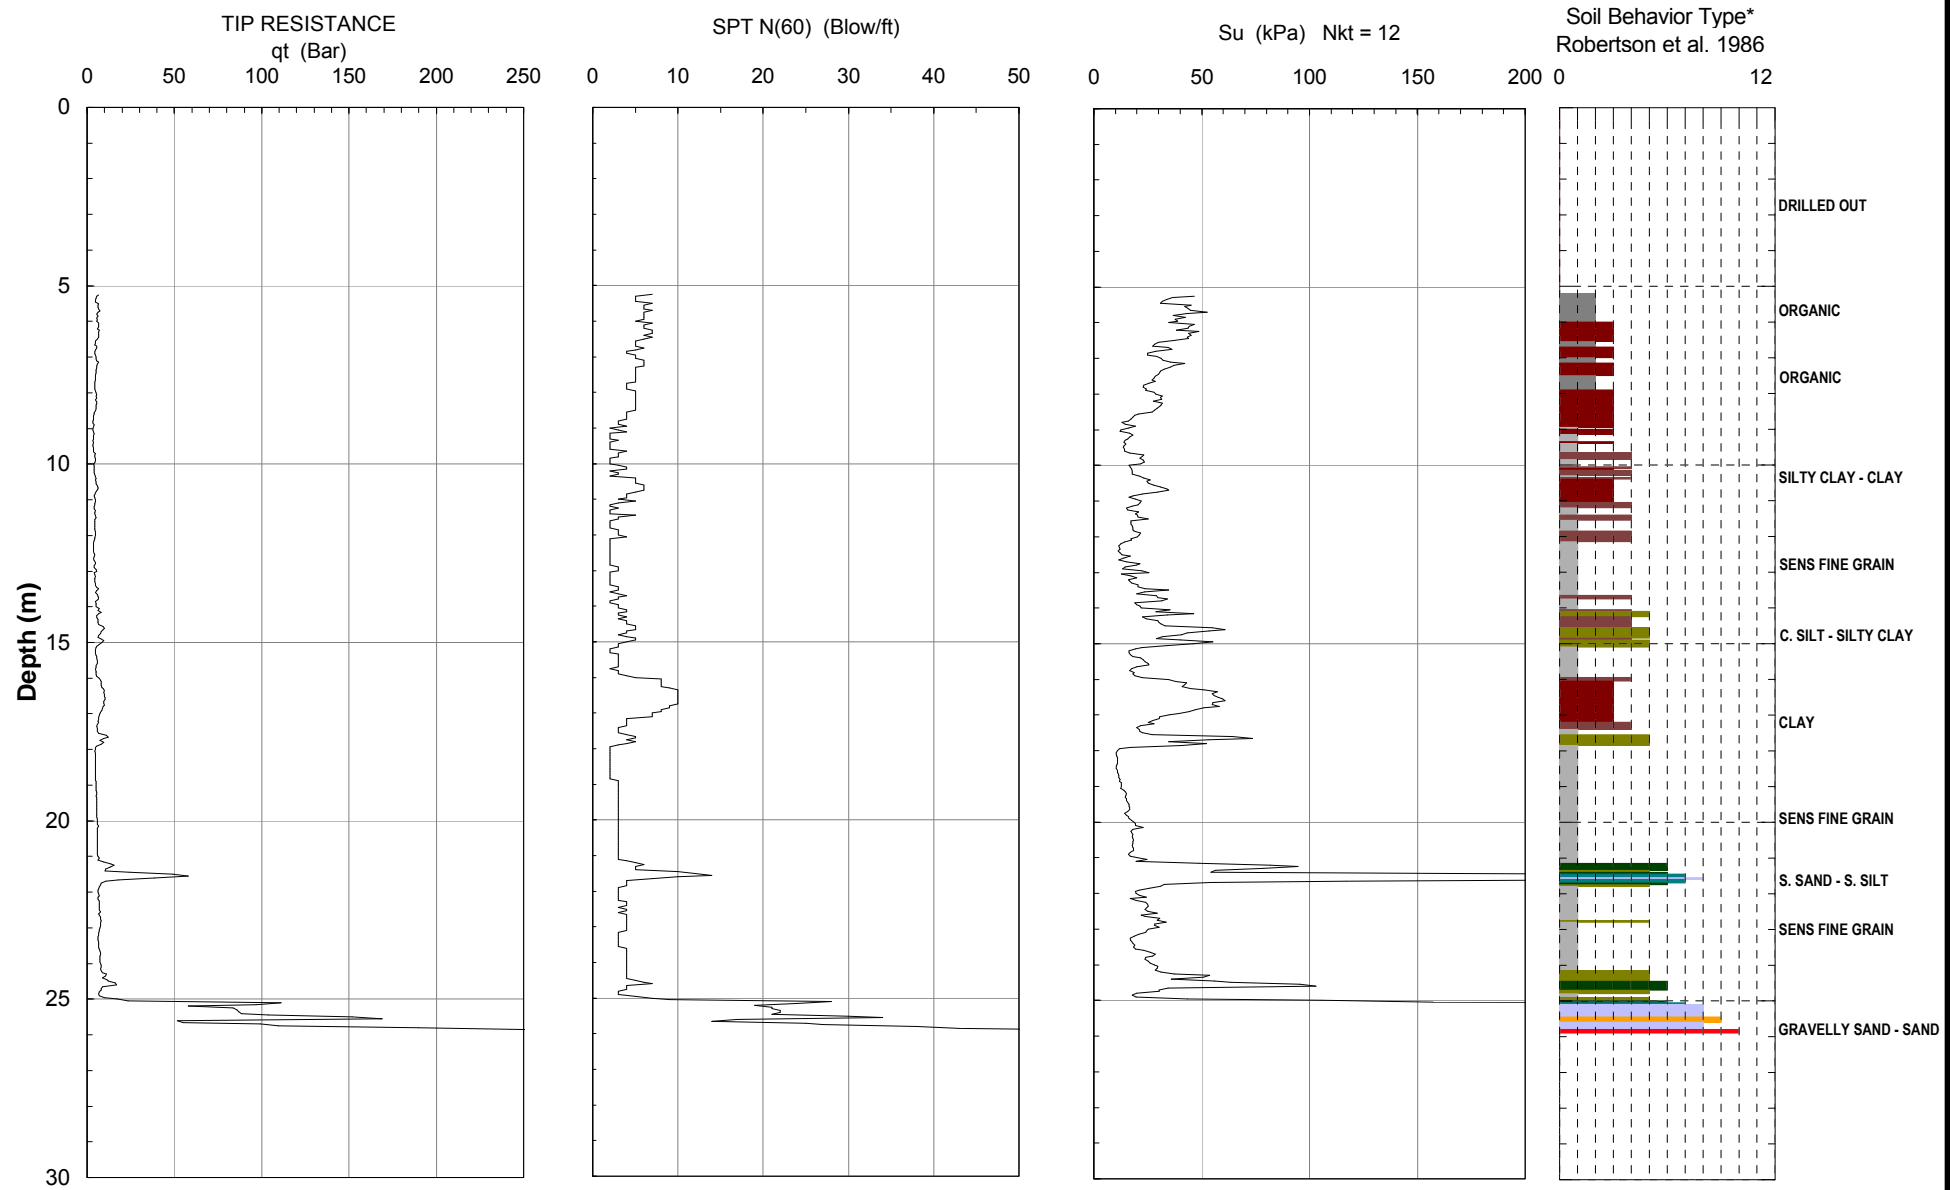 TIP RESISTANCE
qt (Bar)
0 50 100 150 200 250
SPT N(60) (Blow/ft)
0 10 20 30 40 50
Su (kPa) Nkt = 12
0 50 100 150 200
Soil Behavior Type*
Robertson et al. 1986
0 12
Depth (m)
0
5
10
15
20
25
30
DRILLED OUT
ORGANIC
ORGANIC
SILTY CLAY - CLAY
SENS FINE GRAIN
C. SILT - SILTY CLAY
CLAY
SENS FINE GRAIN
S. SAND - S. SILT
SENS FINE GRAIN
GRAVELLY SAND - SAND